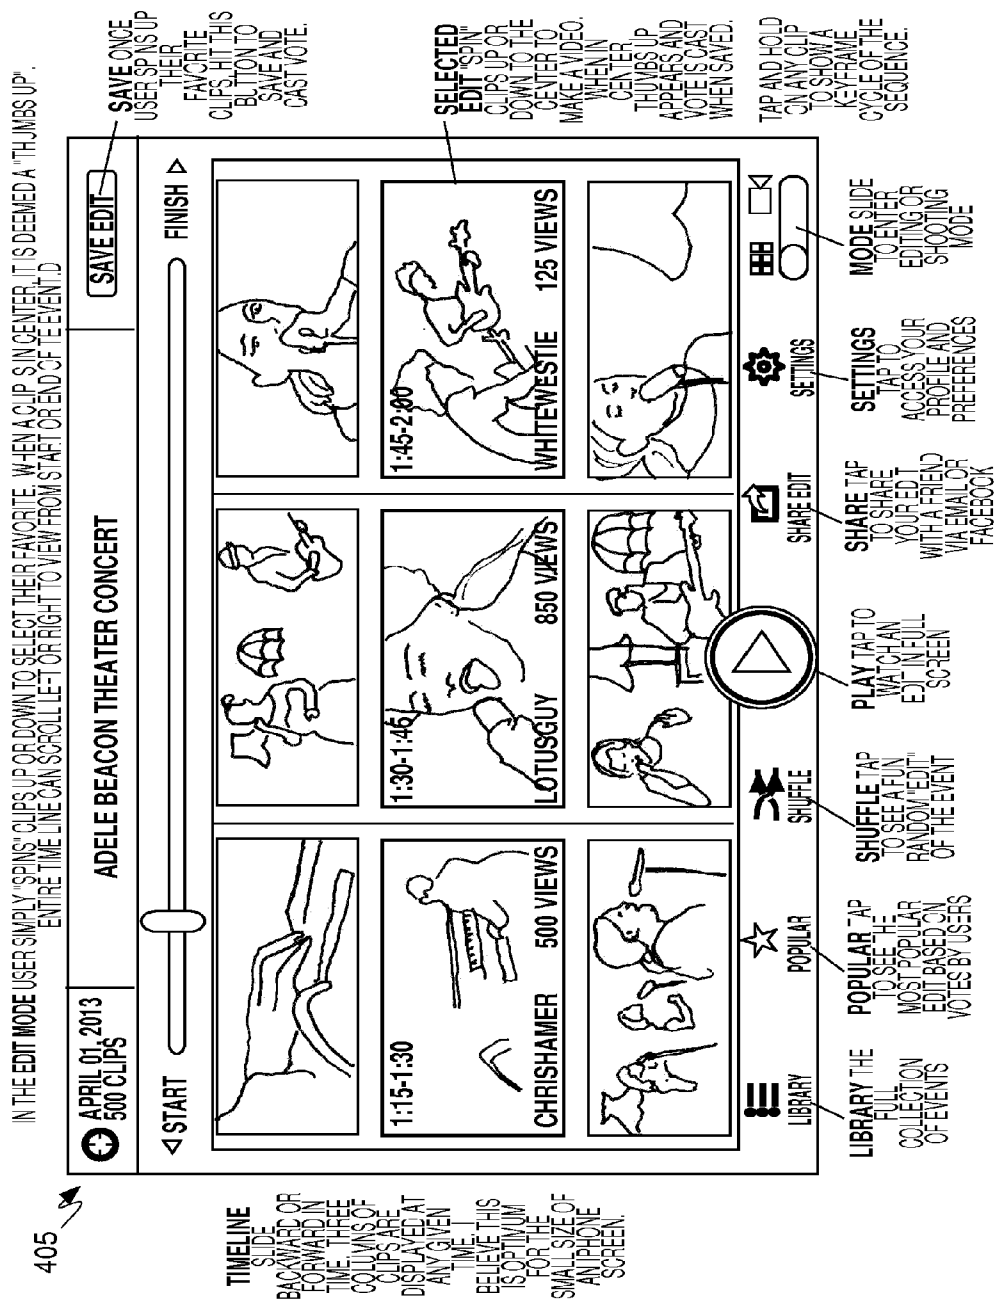 IN THE EDIT MODE USER SIMPLY "SPINS" CLIPS UP OR DOWN TO SELECT THER FAVORITE. WHEN A CLIP S IN CENTER, IT IS DEEMED A "THUMBS UP".
ENTIRE TIME LINE CAN SCROLL LEFT OR RIGHT TO VIEW FROM START OR END OF TE EVENT.D
405
APRIL 01, 2013
500 CLIPS
ADELE BEACON THEATER CONCERT
SAVE EDIT
SAVE ONCE
USER SPINS UP
THER
FAVORITE
CLIPS, HIT THIS
BUTTON TO
SAVE AND
CAST VOTE.
START
FINISH
TIMELINE
SLIDE
BACKWARD OR
FORWARD IN
TIME. THREE
COLUMNS OF
CLIPS ARE
DISPLAYED AT
ANY GIVEN
TIME. I
BELIEVE THIS
IS OPTIMUM
FOR THE
SMALL SIZE OF
AN IPHONE
SCREEN.
1:15-1:30
CHRISHAMER 500 VIEWS
1:30-1:45
LOTUSGUY 850 VIEWS
1:45-2:00
WHITEWESTIE 125 VIEWS
SELECTED
EDIT "SPIN"
CLIPS UP OR
DOWN TO THE
CENTER TO
MAKE A VIDEO.
WHEN IN
CENTER
THUMBS UP
APPEARS AND
VOTE IS CAST
WHEN SAVED.
TAP AND HOLD
ON ANY CLIP
TO SHOW A
KEYFRAME
CYCLE OF THE
SEQUENCE.
LIBRARY
POPULAR
SHUFFLE
SHARE EDIT
SETTINGS
LIBRARY THE
FULL
COLLECTION
OF EVENTS
POPULAR TAP
TO SEE THE
MOST POPULAR
EDIT BASED ON
VOTES BY USERS
SHUFFLE TAP
TO SEE A FUN
RANDOM "EDIT"
OF THE EVENT
PLAY TAP TO
WATCH AN
EDIT IN FULL
SCREEN
SHARE TAP
TO SHARE
YOUR EDIT
WITH A FRIEND
VIA EMAIL OR
FACEBOOK
SETTINGS
TAP TO
ACCESS YOUR
PROFILE AND
PREFERENCES
MODE SLIDE
TO ENTER
EDITING OR
SHOOTING
MODE